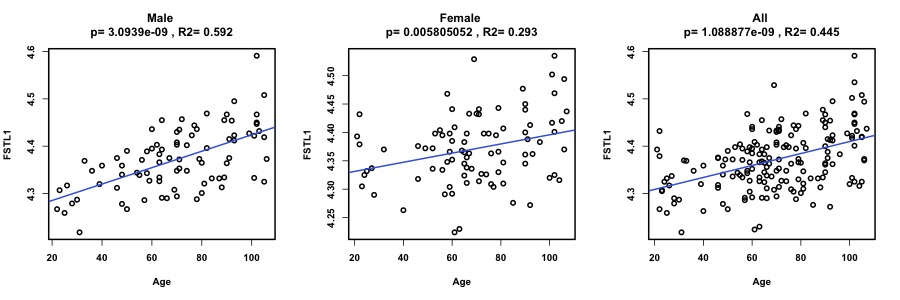 Male
p= 3.0939e-09 , R2= 0.592
FSTL1
4.6
4.5
4.4
4.3
20 40 60 80 100
Age
Female
p= 0.005805052 , R2= 0.293
FSTL1
4.50
4.45
4.40
4.35
4.30
4.25
20 40 60 80 100
Age
All
p= 1.088877e-09 , R2= 0.445
FSTL1
4.6
4.5
4.4
4.3
20 40 60 80 100
Age